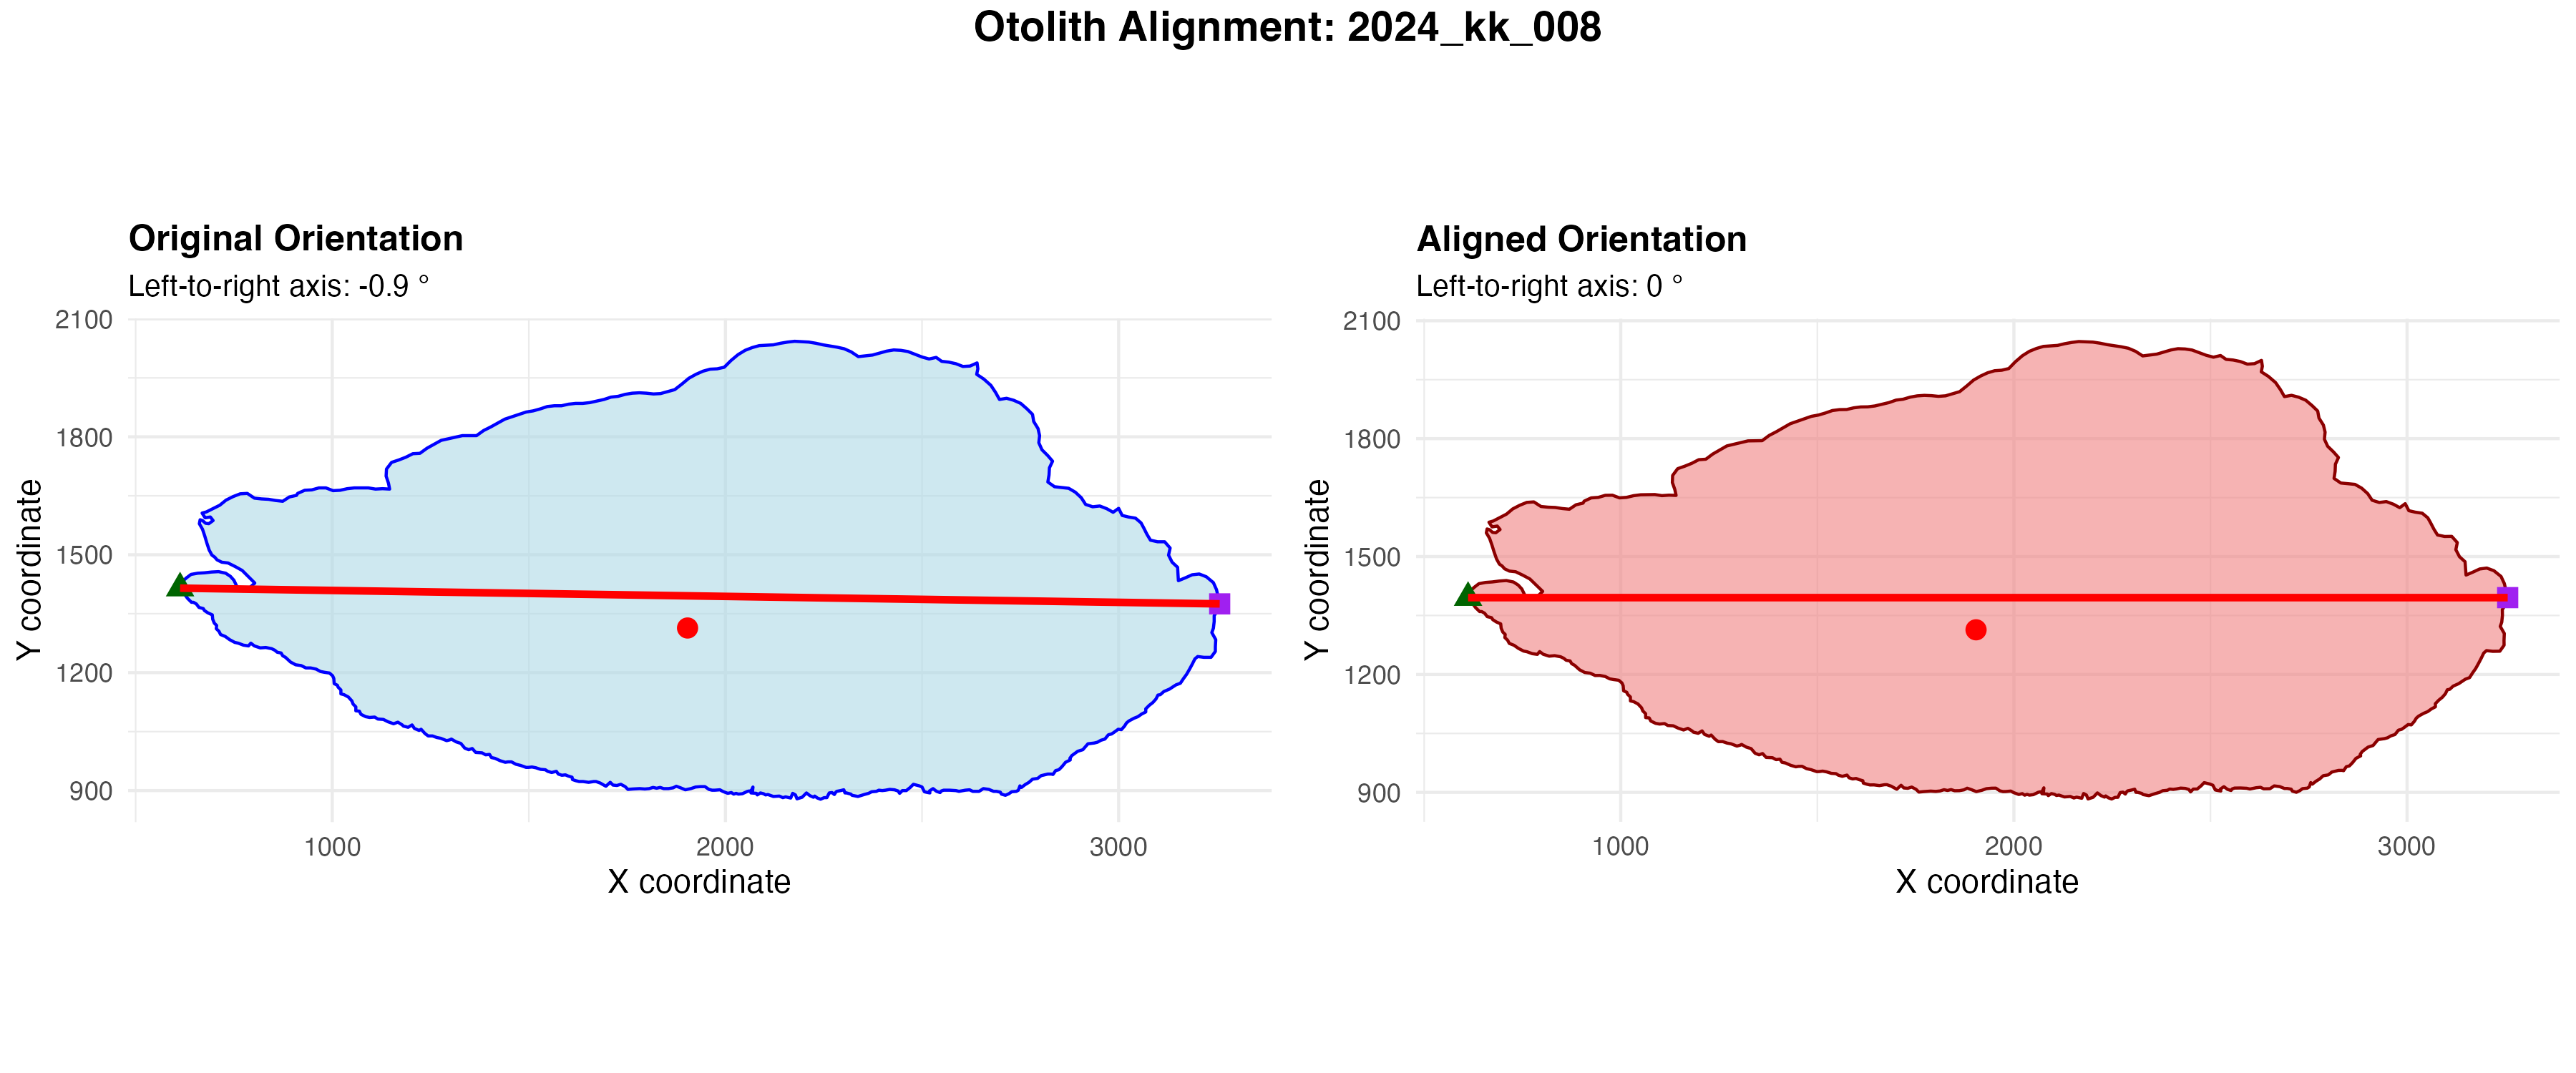 Otolith Alignment: 2024_kk_008
Original Orientation
Left-to-right axis: -0.9 °
2100
1800
1500
1200
900
Y coordinate
1000
2000
3000
X coordinate
Aligned Orientation
Left-to-right axis: 0 °
2100
1800
1500
1200
900
Y coordinate
1000
2000
3000
X coordinate